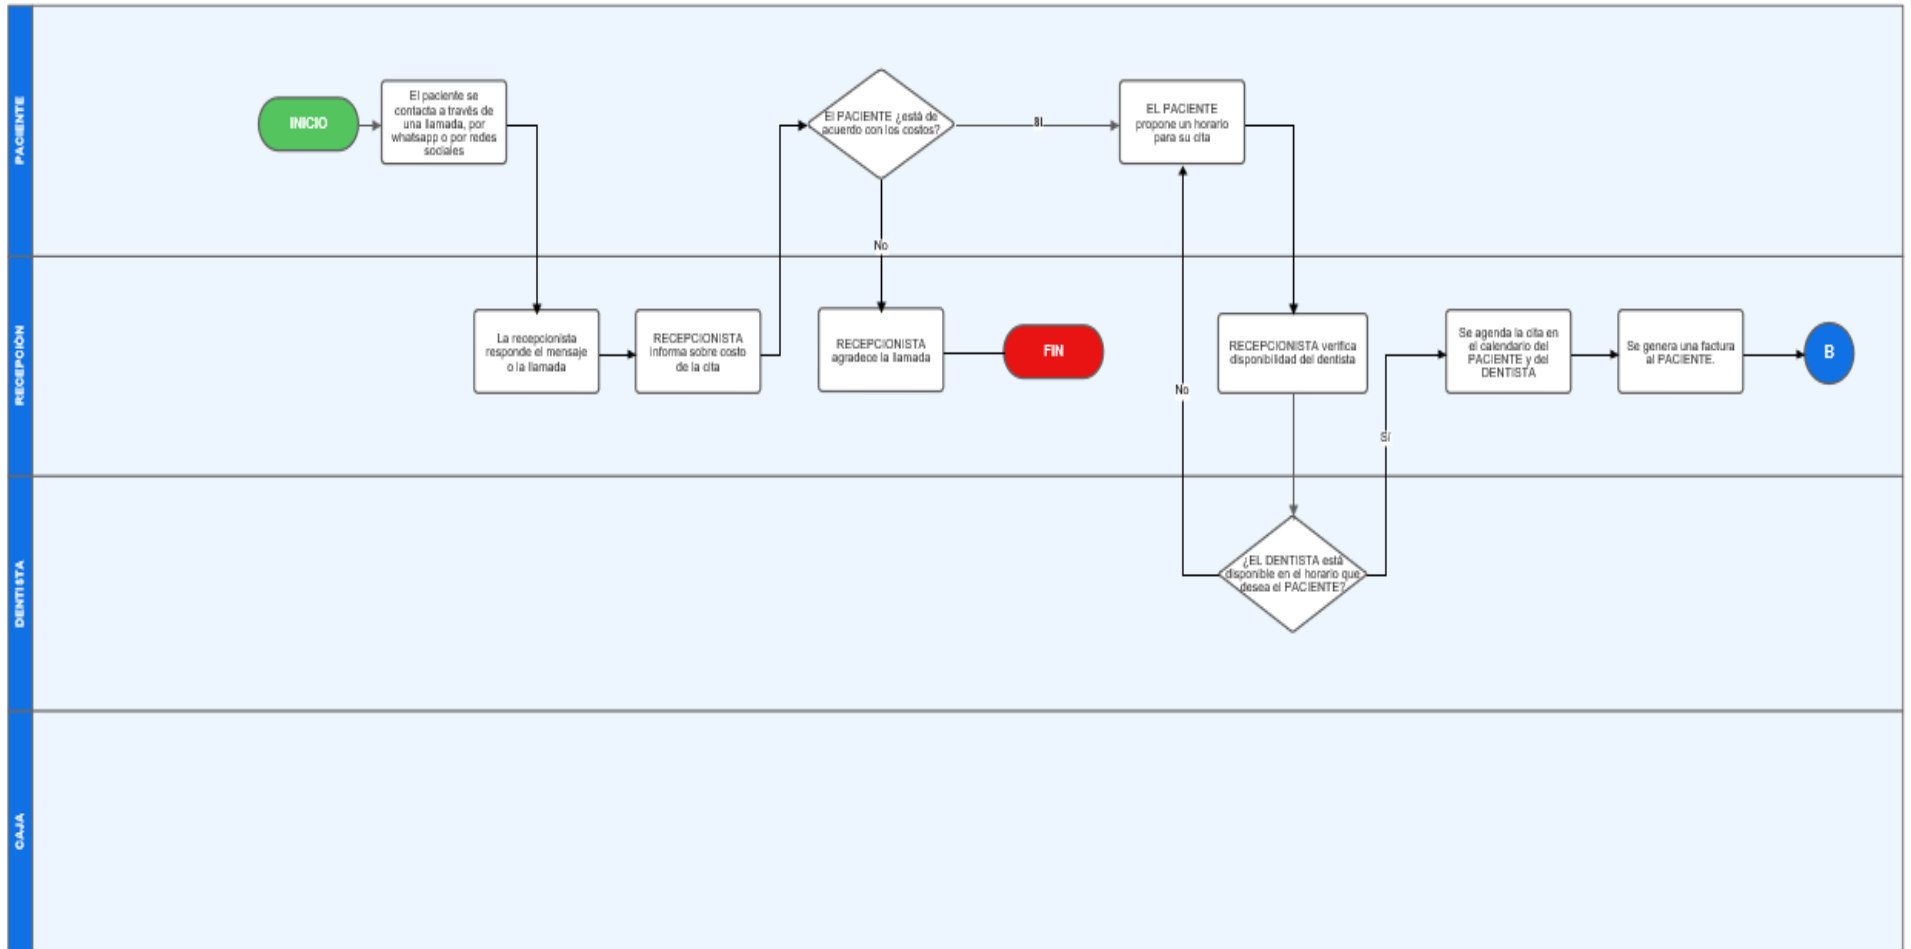 PACIENTE
INICIO
El paciente se
contacta a través de
una llamada, por
whatsapp o por redes
sociales
El PACIENTE ¿está de
acuerdo con los costos?
SI
EL PACIENTE
propone un horario
para su cita
No
RECEPCIÓN
La recepcionista
responde el mensaje
o la llamada
RECEPCIONISTA
informa sobre costo
de la cita
RECEPCIONISTA
agradece la llamada
FIN
No
RECEPCIONISTA verifica
disponibilidad del dentista
Sí
Se agenda la cita en
el calendario del
PACIENTE y del
DENTISTA
Se genera una factura
al PACIENTE.
B
DENTISTA
¿EL DENTISTA está
disponible en el horario que
desea el PACIENTE?
CAJA